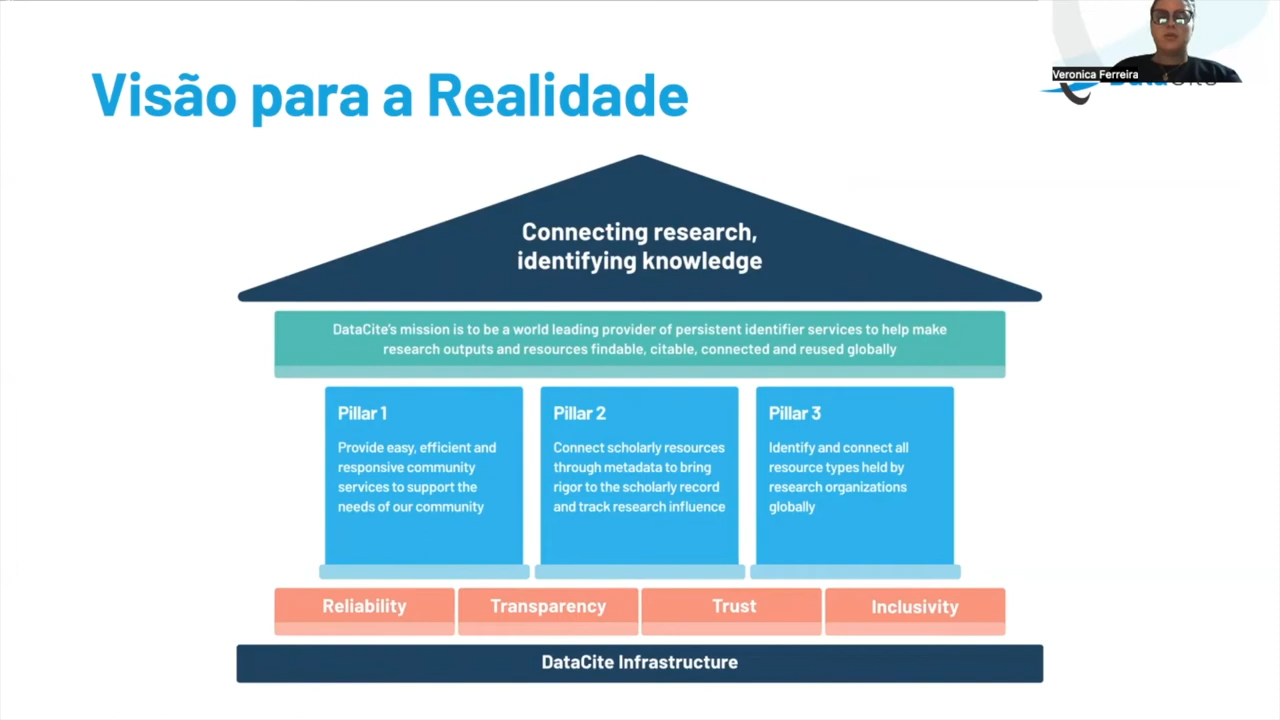 Visão para a Realidade
Veronica Ferreira
Connecting research,
identifying knowledge
DataCite's mission is to be a world leading provider of persistent identifier services to help make
research outputs and resources findable, citable, connected and reused globally
Pillar 1
Provide easy, efficient and
responsive community
services to support the
needs of our community
Pillar 2
Connect scholarly resources
through metadata to bring
rigor to the scholarly record
and track research influence
Pillar 3
Identify and connect all
resource types held by
research organizations
globally
Reliability
Transparency
Trust
Inclusivity
DataCite Infrastructure